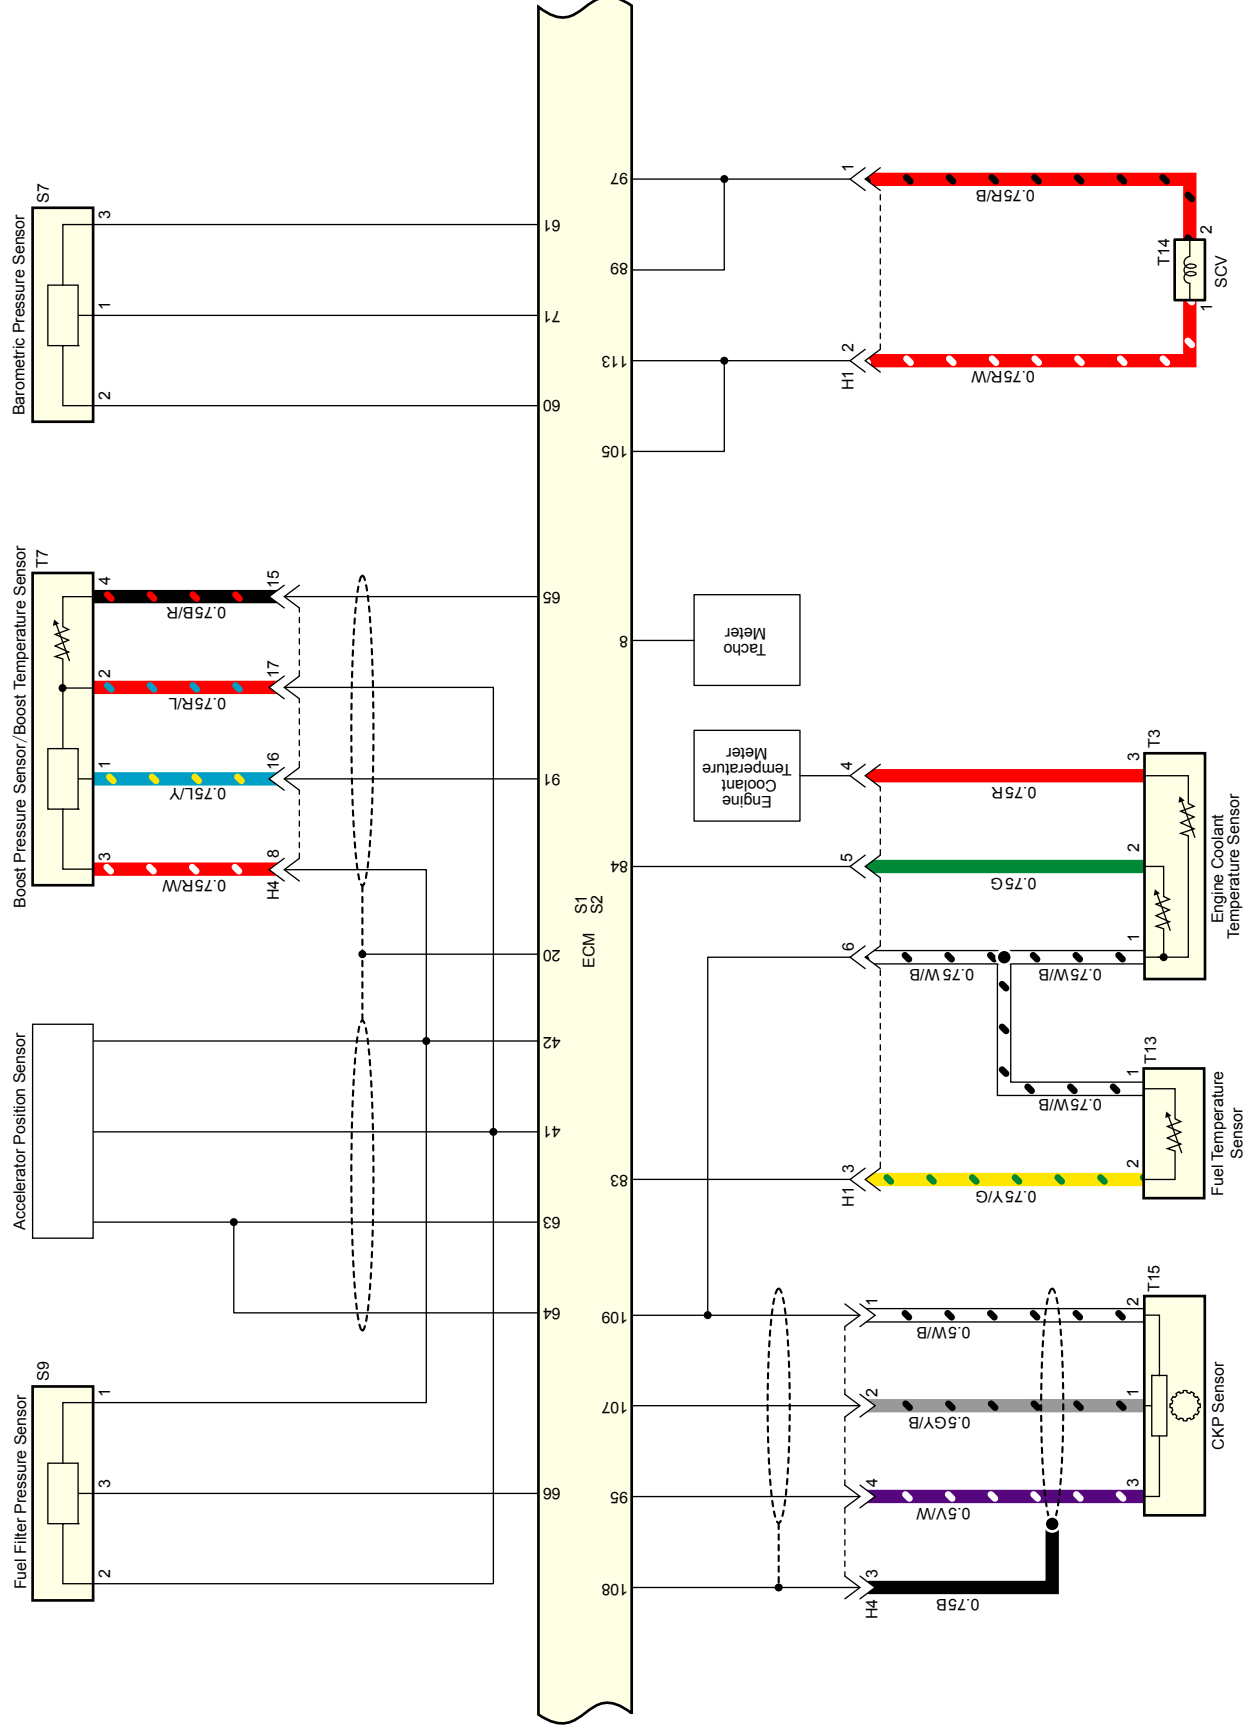 Barometric Pressure Sensor
S7
3
1
2
61
71
60
Boost Pressure Sensor/Boost Temperature Sensor
T7
4
2
1
3
0.75B/R
0.75R/L
0.75L/Y
0.75R/W
15
17
16
8
H4
65
91
20
Accelerator Position Sensor
42
41
63
64
Fuel Filter Pressure Sensor
S9
1
3
2
66
ECM
S1
S2
97
89
113
105
1
2
H1
0.75R/B
0.75R/W
T14
2
1
SCV
8
Tacho
Meter
Engine
Coolant
Temperature
Meter
84
83
4
5
6
3
H1
0.75R
0.75G
0.75W/B
0.75W/B
0.75W/B
0.75Y/G
T3
3
2
1
Engine Coolant
Temperature Sensor
T13
1
2
Fuel Temperature
Sensor
109
107
95
108
1
2
4
3
H4
0.5W/B
0.5GY/B
0.5V/W
0.75B
T15
2
1
3
CKP Sensor